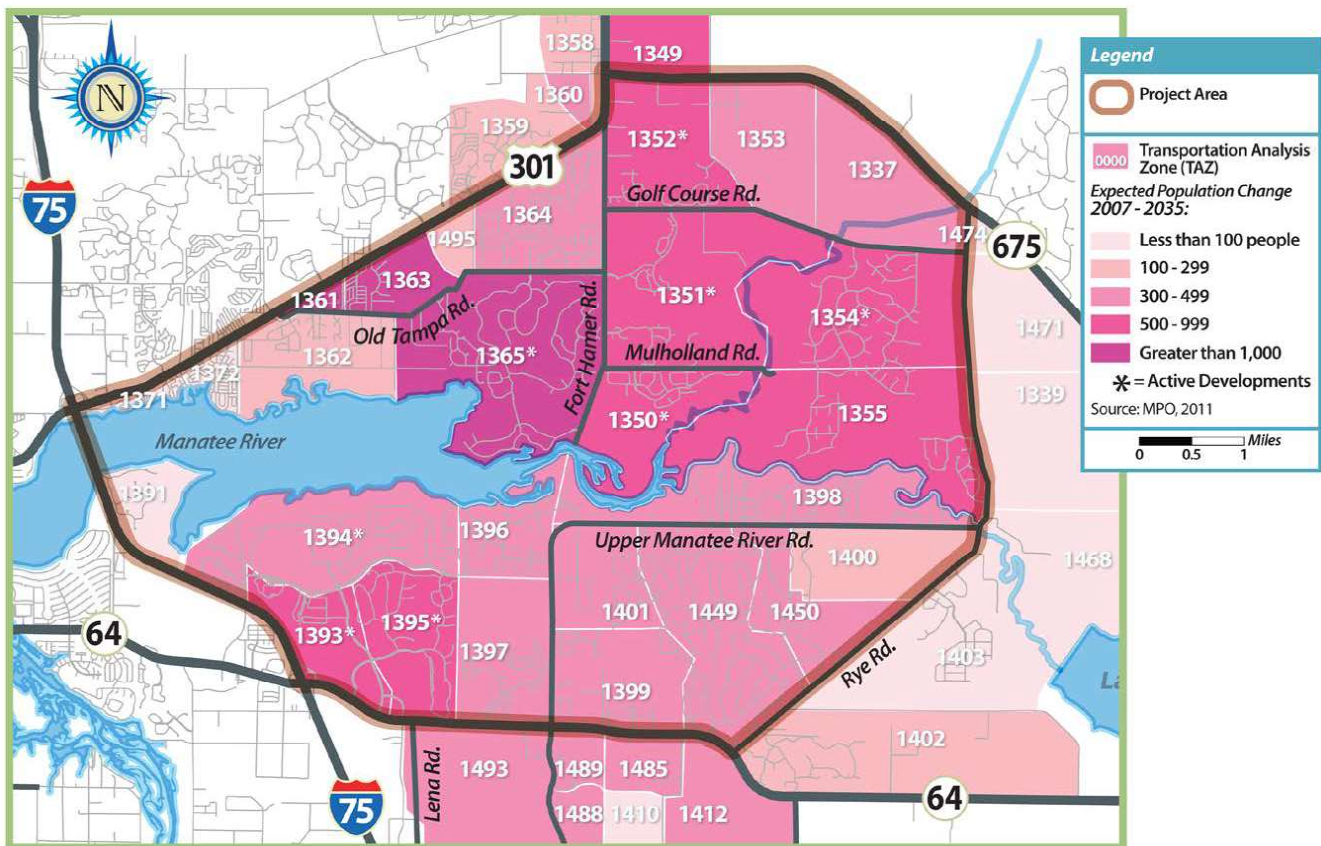 N
1358
1349
1360
1359
301
1352*
1353
1337
Golf Course Rd.
75
1364
1495
1474
675
1363
1361
Old Tampa Rd.
1351*
1354*
1471
1362
1365*
Fort Hamer Rd.
Mulholland Rd.
1372
1371
1339
1350*
1355
Manatee River
1391
1398
1394*
1396
Upper Manatee River Rd.
1400
1468
1401
1449
1450
64
1393*
1395*
1397
1403
Rye Rd.
1399
La
1402
Lena Rd.
1493
1489
1485
75
1488
1410
1412
64
Legend
Project Area
0000
Transportation Analysis
Zone (TAZ)
Expected Population Change
2007 - 2035:
Less than 100 people
100 - 299
300 - 499
500 - 999
Greater than 1,000
* = Active Developments
Source: MPO, 2011
Miles
0 0.5 1